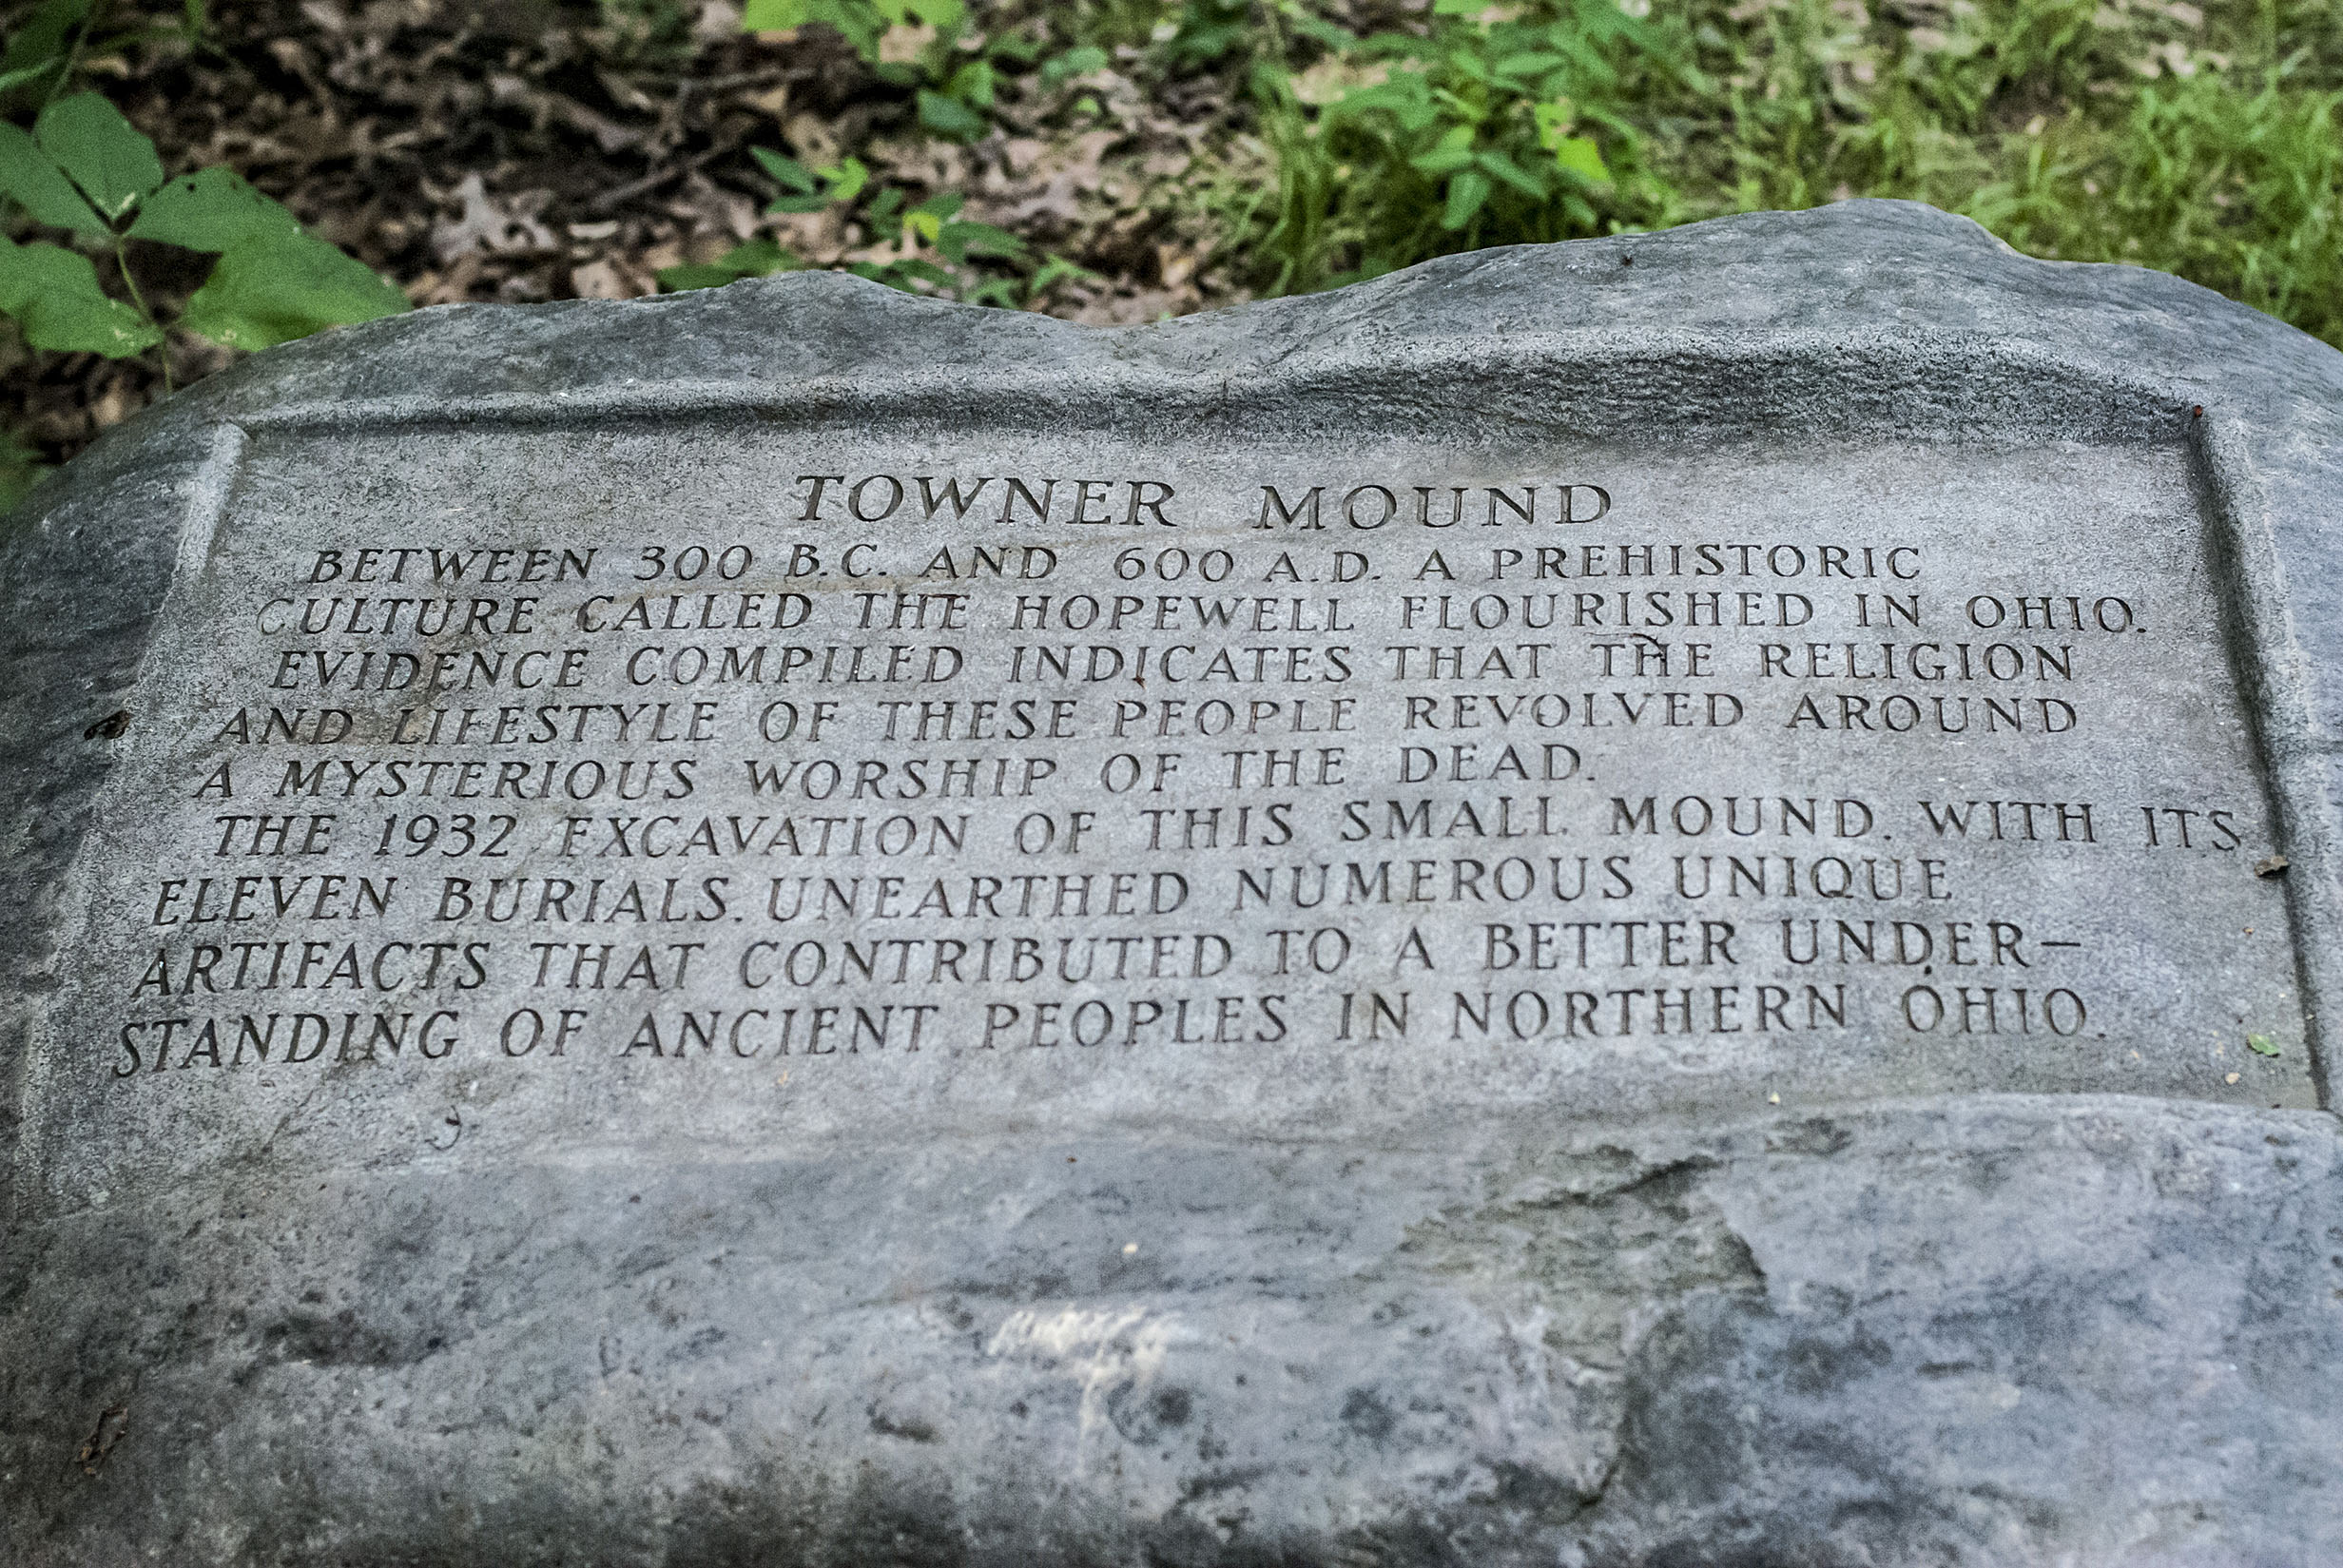 TOWNER MOUND
BETWEEN 300 B.C. AND 600 A.D. A PREHISTORIC
CULTURE CALLED THE HOPEWELL FLOURISHED IN OHIO.
EVIDENCE COMPILED INDICATES THAT THE RELIGION
AND LIFESTYLE OF THESE PEOPLE REVOLVED AROUND
A MYSTERIOUS WORSHIP OF THE DEAD.
THE 1932 EXCAVATION OF THIS SMALL MOUND, WITH ITS
ELEVEN BURIALS, UNEARTHED NUMEROUS UNIQUE
ARTIFACTS THAT CONTRIBUTED TO A BETTER UNDER-
STANDING OF ANCIENT PEOPLES IN NORTHERN OHIO.